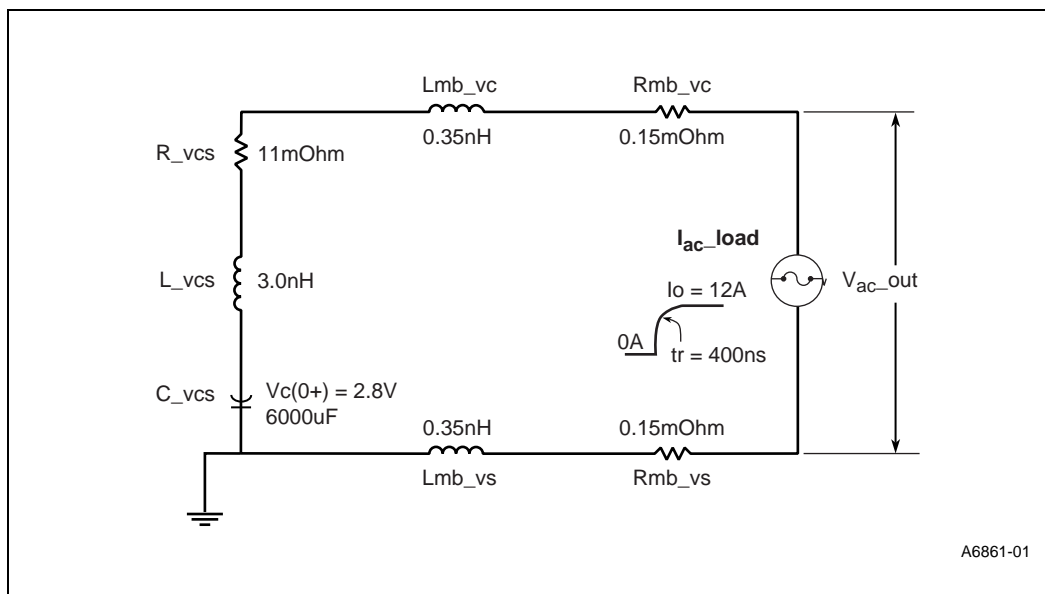 Lmb_vc
Rmb_vc
0.35nH
0.15mOhm
R_vcs
11mOhm
Iac_load
L_vcs
3.0nH
Vac_out
Io = 12A
0A
tr = 400ns
C_vcs
Vc(0+) = 2.8V
6000uF
0.35nH
0.15mOhm
Lmb_vs
Rmb_vs
A6861-01